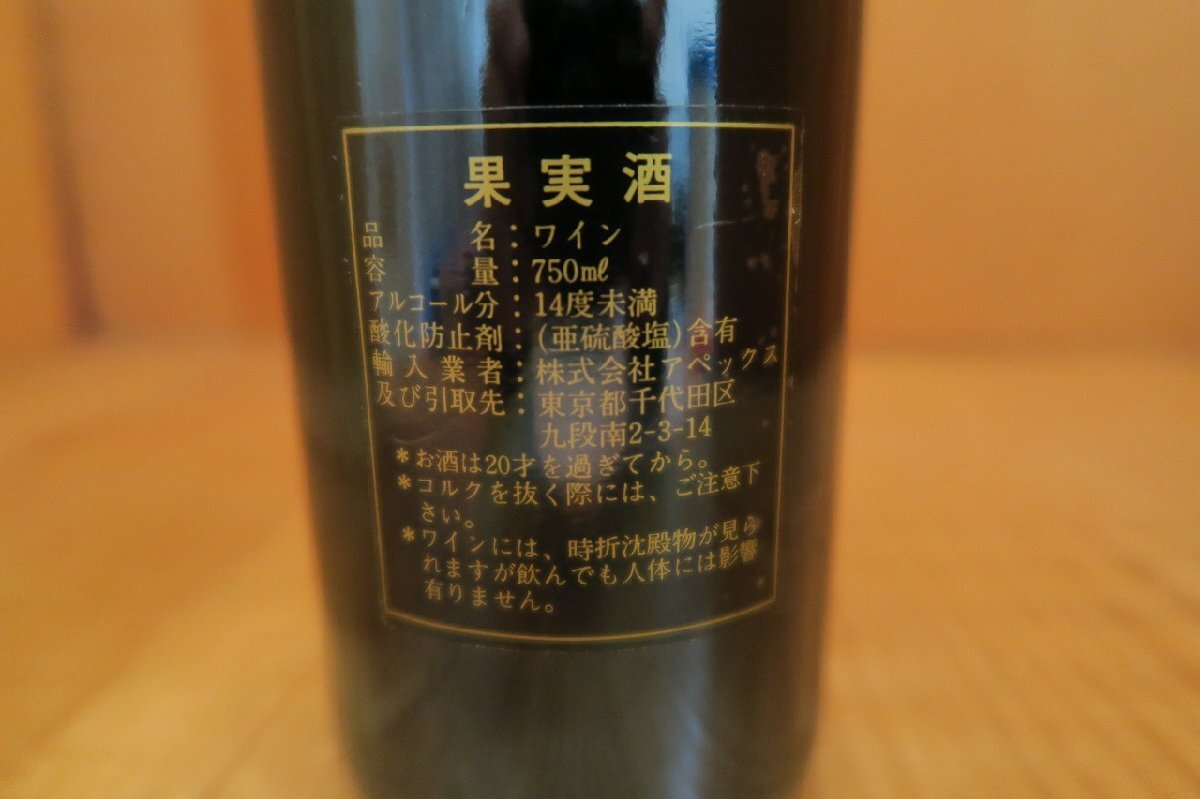 果実酒
品名：ワイン
容量：750mℓ
アルコール分：14度未満
酸化防止剤：(亜硫酸塩)含有
輸入業者：株式会社アペックス
及び引取先：東京都千代田区
九段南2-3-14
＊お酒は20才を過ぎてから。
＊コルクを抜く際には、ご注意下
さい。
＊ワインには、時折沈殿物が見ら
れますが飲んでも人体には影響
有りません。